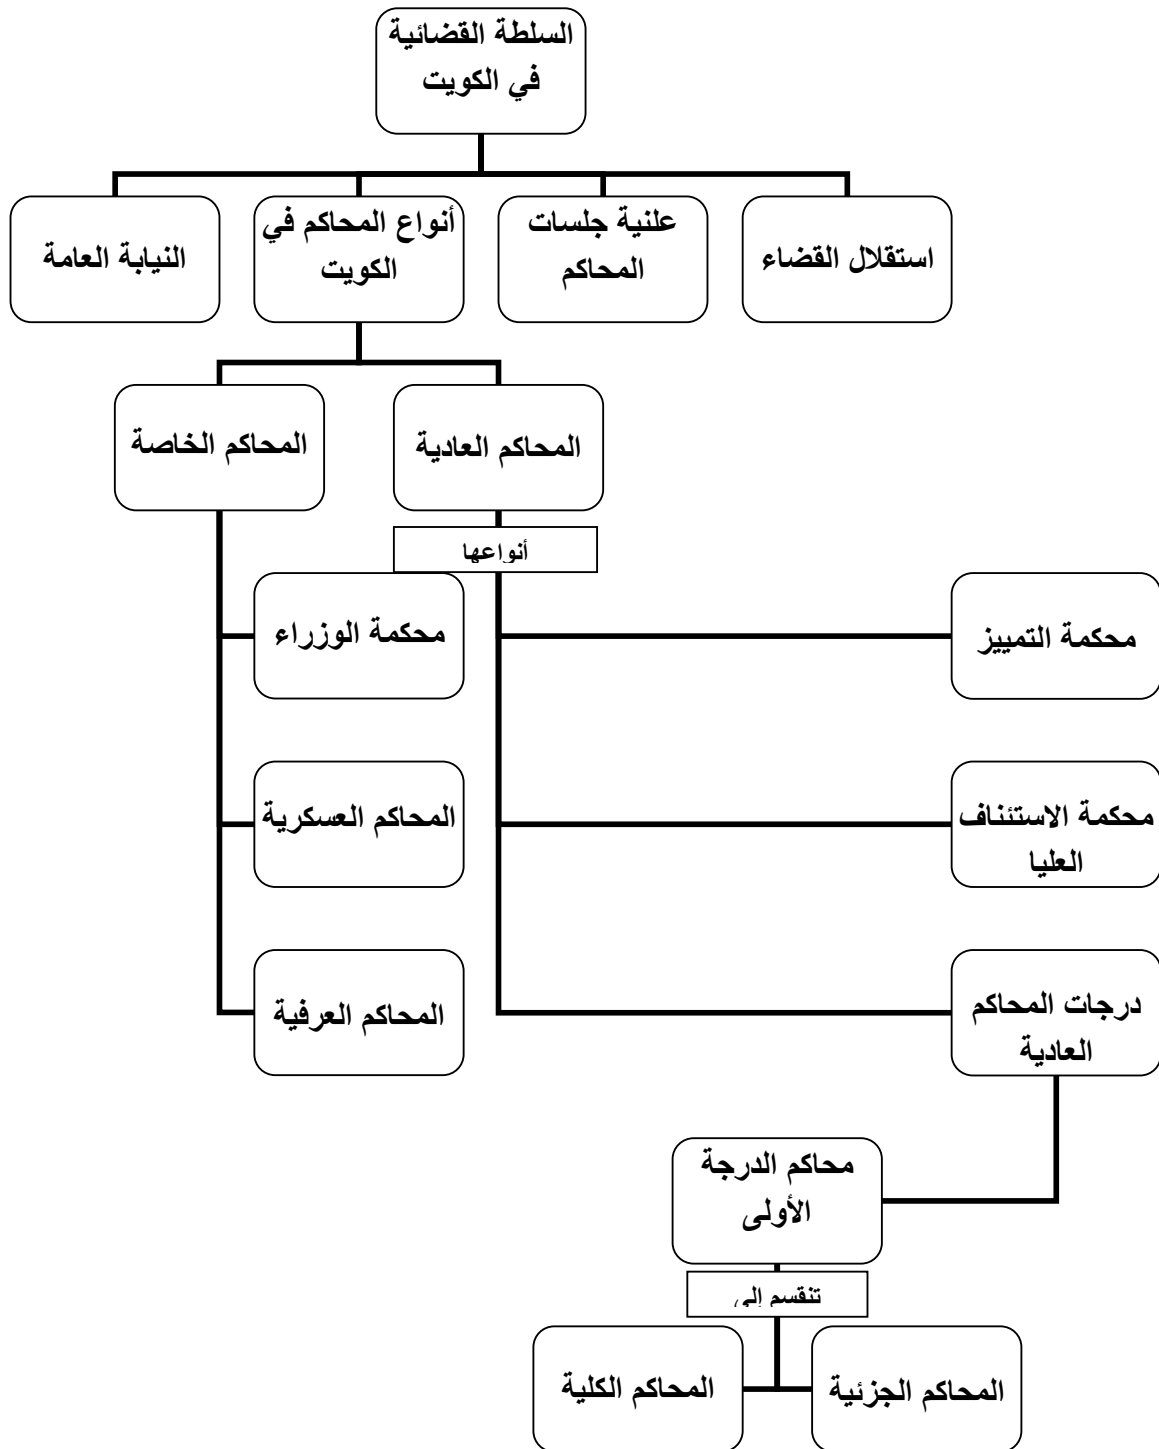 السلطة القضائية
في الكويت
استقلال القضاء
علنية جلسات
المحاكم
أنواع المحاكم في
الكويت
النيابة العامة
المحاكم العادية
المحاكم الخاصة
أنواعها
محكمة التمييز
محكمة الوزراء
محكمة الاستئناف
العليا
المحاكم العسكرية
درجات المحاكم
العادية
المحاكم العرفية
محاكم الدرجة
الأولى
تنقسم إلى
المحاكم الجزئية
المحاكم الكلية